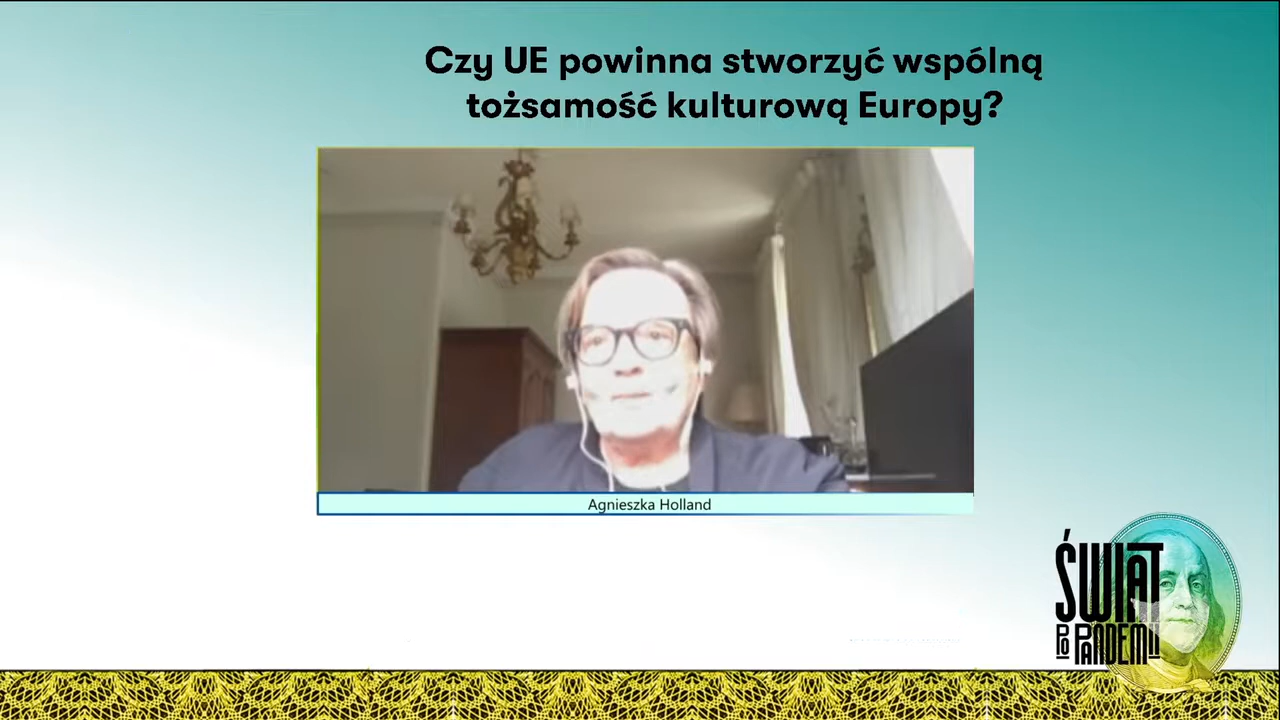 Czy UE powinna stworzyć wspólną
tożsamość kulturową Europy?
Agnieszka Holland
ŚWIAT
PO PANDEMII